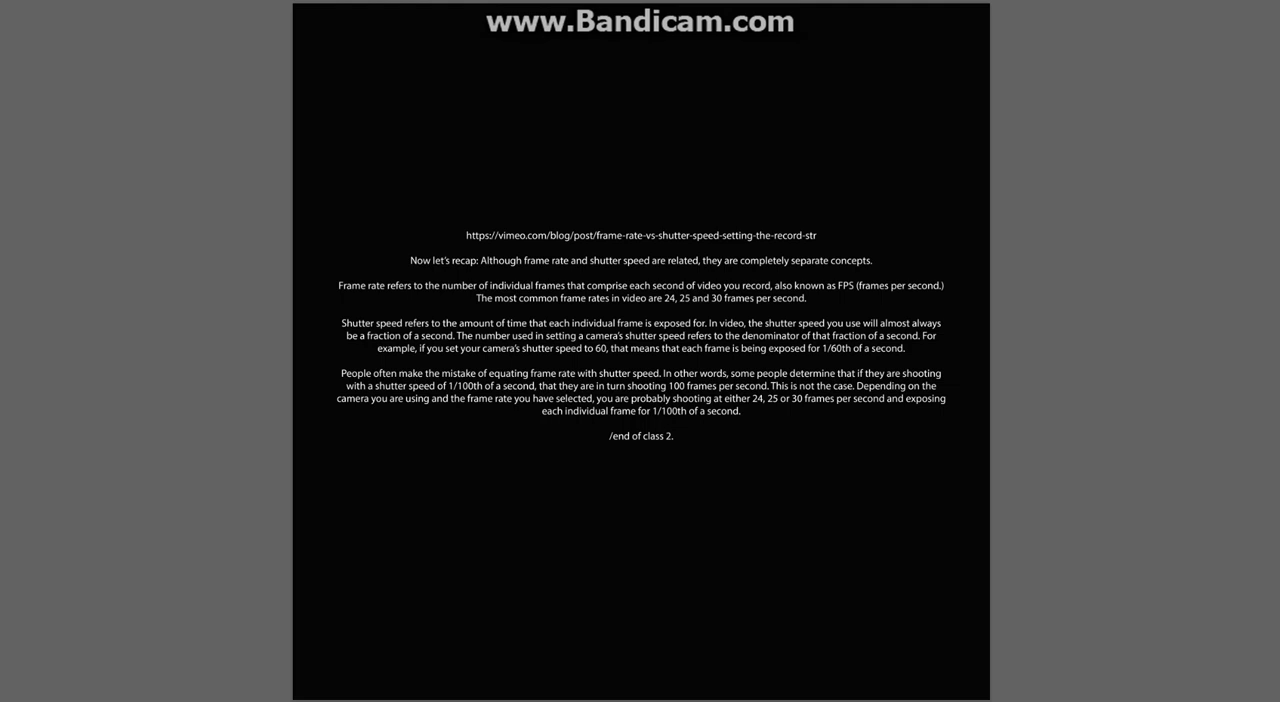 www.Bandicam.com
https://vimeo.com/blog/post/frame-rate-vs-shutter-speed-setting-the-record-str
Now let's recap: Although frame rate and shutter speed are related, they are completely separate concepts.
Frame rate refers to the number of individual frames that comprise each second of video you record, also known as FPS (frames per second.)
The most common frame rates in video are 24, 25 and 30 frames per second.
Shutter speed refers to the amount of time that each individual frame is exposed for. In video, the shutter speed you use will almost always
be a fraction of a second. The number used in setting a camera's shutter speed refers to the denominator of that fraction of a second. For
example, if you set your camera's shutter speed to 60, that means that each frame is being exposed for 1/60th of a second.
People often make the mistake of equating frame rate with shutter speed. In other words, some people determine that if they are shooting
with a shutter speed of 1/100th of a second, that they are in turn shooting 100 frames per second. This is not the case. Depending on the
camera you are using and the frame rate you have selected, you are probably shooting at either 24, 25 or 30 frames per second and exposing
each individual frame for 1/100th of a second.
/end of class 2.